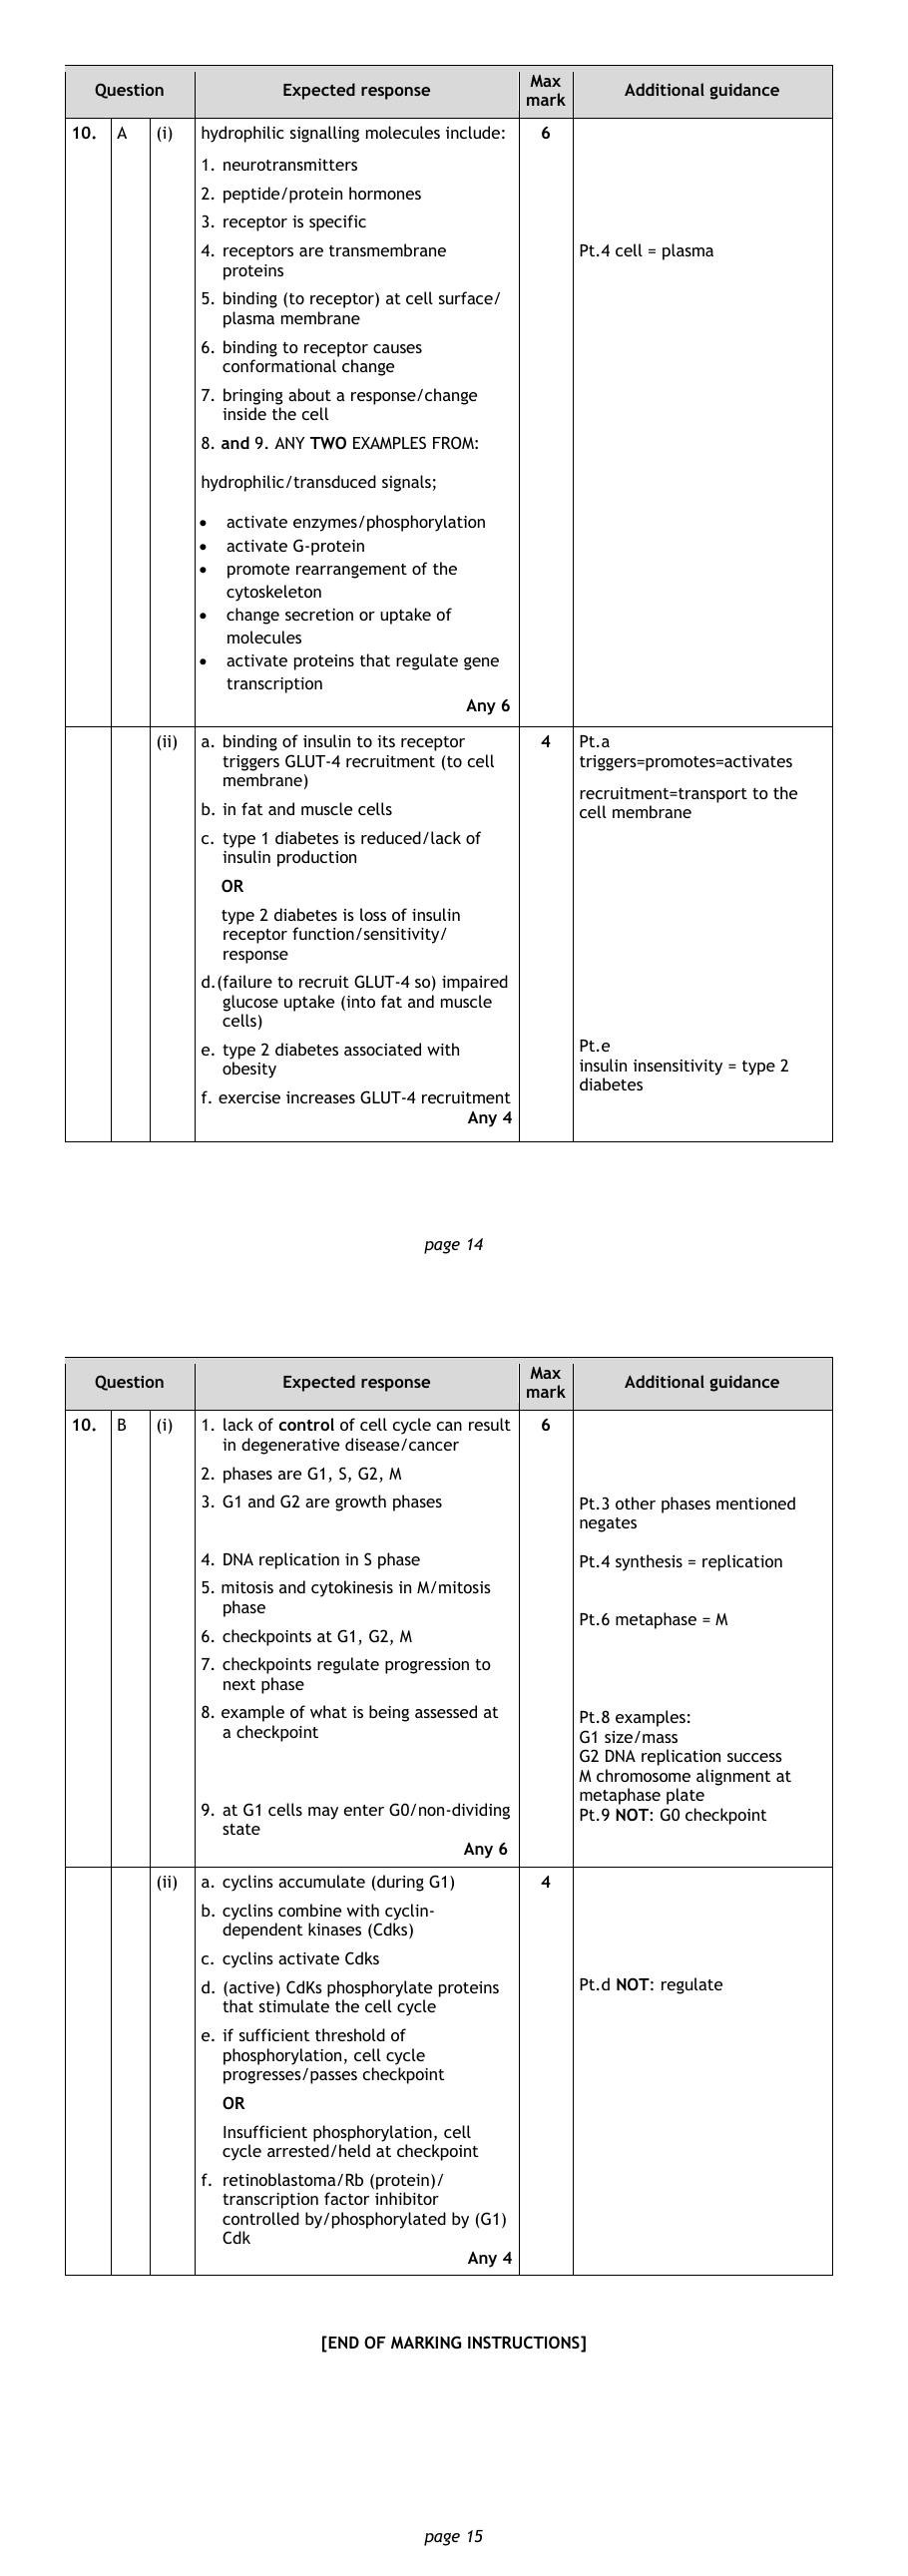 Question Expected response Max mark Additional guidance
10. A (i) hydrophilic signalling molecules include: 6
1. neurotransmitters
2. peptide/protein hormones
3. receptor is specific
4. receptors are transmembrane Pt.4 cell = plasma
proteins
5. binding (to receptor) at cell surface/
plasma membrane
6. binding to receptor causes
conformational change
7. bringing about a response/change
inside the cell
8. and 9. ANY TWO EXAMPLES FROM:
hydrophilic/transduced signals;
• activate enzymes/phosphorylation
• activate G-protein
• promote rearrangement of the
cytoskeleton
• change secretion or uptake of
molecules
• activate proteins that regulate gene
transcription
Any 6
(ii) a. binding of insulin to its receptor 4 Pt.a
triggers GLUT-4 recruitment (to cell triggers=promotes=activates
membrane)
recruitment=transport to the
b. in fat and muscle cells cell membrane
c. type 1 diabetes is reduced/lack of
insulin production
OR
type 2 diabetes is loss of insulin
receptor function/sensitivity/
response
d.(failure to recruit GLUT-4 so) impaired
glucose uptake (into fat and muscle
cells)
e. type 2 diabetes associated with Pt.e
obesity insulin insensitivity = type 2
diabetes
f. exercise increases GLUT-4 recruitment
Any 4
page 14
Question Expected response Max mark Additional guidance
10. B (i) 1. lack of control of cell cycle can result 6
in degenerative disease/cancer
2. phases are G1, S, G2, M
3. G1 and G2 are growth phases Pt.3 other phases mentioned
negates
4. DNA replication in S phase Pt.4 synthesis = replication
5. mitosis and cytokinesis in M/mitosis
phase
Pt.6 metaphase = M
6. checkpoints at G1, G2, M
7. checkpoints regulate progression to
next phase
8. example of what is being assessed at Pt.8 examples:
a checkpoint G1 size/mass
G2 DNA replication success
M chromosome alignment at
metaphase plate
9. at G1 cells may enter G0/non-dividing Pt.9 NOT: G0 checkpoint
state
Any 6
(ii) a. cyclins accumulate (during G1) 4
b. cyclins combine with cyclin-
dependent kinases (Cdks)
c. cyclins activate Cdks
d. (active) CdKs phosphorylate proteins Pt.d NOT: regulate
that stimulate the cell cycle
e. if sufficient threshold of
phosphorylation, cell cycle
progresses/passes checkpoint
OR
Insufficient phosphorylation, cell
cycle arrested/held at checkpoint
f. retinoblastoma/Rb (protein)/
transcription factor inhibitor
controlled by/phosphorylated by (G1)
Cdk
Any 4
[END OF MARKING INSTRUCTIONS]
page 15